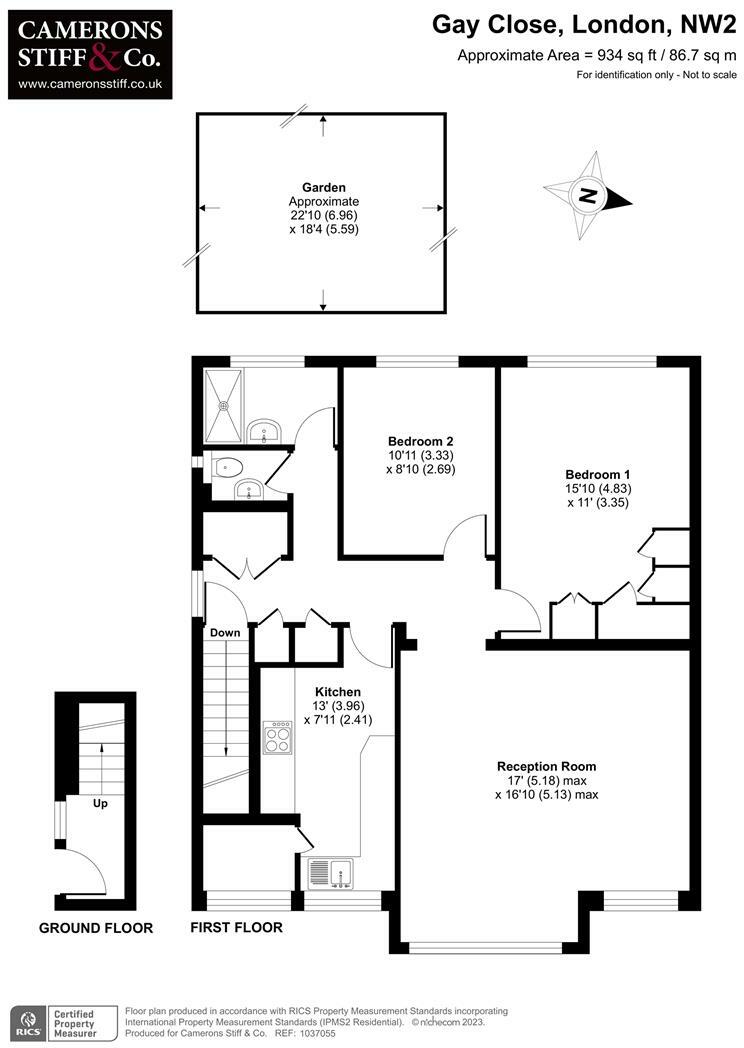 CAMERONS
STIFF & Co.
www.cameronsstiff.co.uk
Gay Close, London, NW2
Approximate Area = 934 sq ft / 86.7 sq m
For identification only - Not to scale
Garden
Approximate
22'10 (6.96)
x 18'4 (5.59)
N
Bedroom 2
10'11 (3.33)
x 8'10 (2.69)
Bedroom 1
15'10 (4.83)
x 11' (3.35)
Down
Kitchen
13' (3.96)
x 7'11 (2.41)
Reception Room
17' (5.18) max
x 16'10 (5.13) max
Up
GROUND FLOOR
FIRST FLOOR
RICS
Certified
Property
Measurer
Floor plan produced in accordance with RICS Property Measurement Standards incorporating
International Property Measurement Standards (IPMS2 Residential). © n!checom 2023.
Produced for Camerons Stiff & Co. REF: 1037055